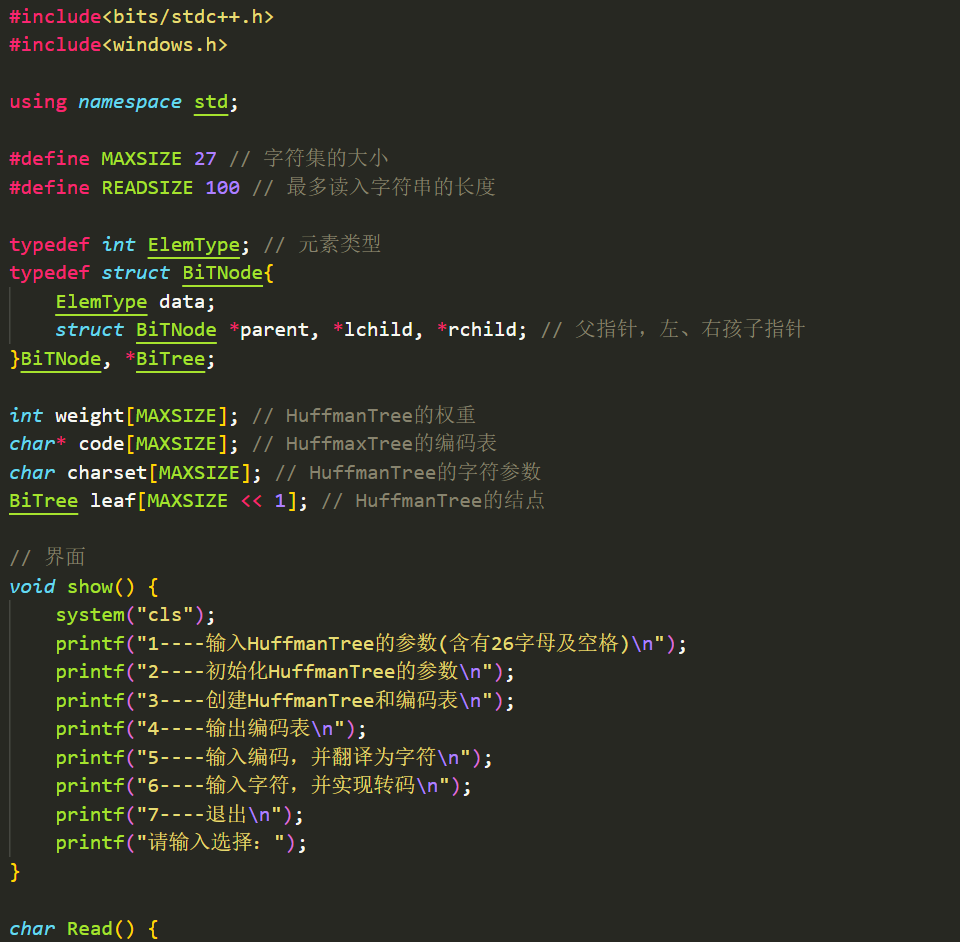 #include<bits/stdc++.h>
#include<windows.h>
using namespace std;
#define MAXSIZE 27 // 字符集的大小
#define READSIZE 100 // 最多读入字符串的长度
typedef int ElemType; // 元素类型
typedef struct BiTNode{
    ElemType data;
    struct BiTNode *parent, *lchild, *rchild; // 父指针，左、右孩子指针
}BiTNode, *BiTree;
int weight[MAXSIZE]; // HuffmanTree的权重
char* code[MAXSIZE]; // HuffmaxTree的编码表
char charset[MAXSIZE]; // HuffmanTree的字符参数
BiTree leaf[MAXSIZE << 1]; // HuffmanTree的结点
// 界面
void show() {
    system("cls");
    printf("1----输入HuffmanTree的参数(含有26字母及空格)\n");
    printf("2----初始化HuffmanTree的参数\n");
    printf("3----创建HuffmanTree和编码表\n");
    printf("4----输出编码表\n");
    printf("5----输入编码，并翻译为字符\n");
    printf("6----输入字符，并实现转码\n");
    printf("7----退出\n");
    printf("请输入选择：");
}
char Read() {